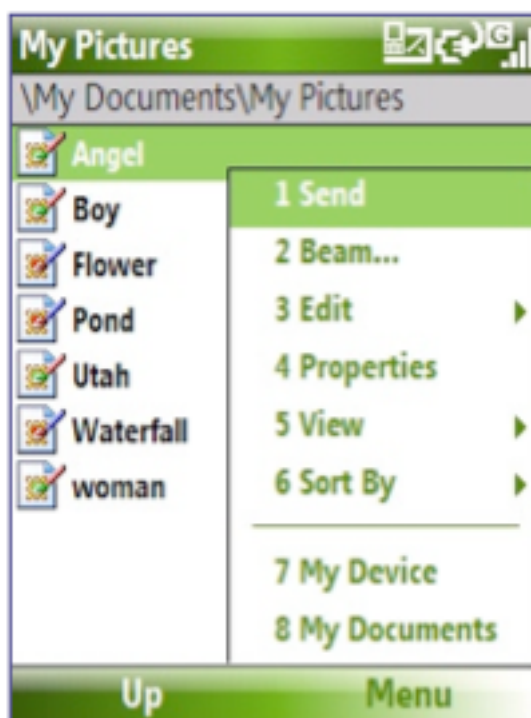 My Pictures
G
\My Documents\My Pictures
Angel
Boy
Flower
Pond
Utah
Waterfall
woman
1 Send
2 Beam...
3 Edit
4 Properties
5 View
6 Sort By
7 My Device
8 My Documents
Up Menu